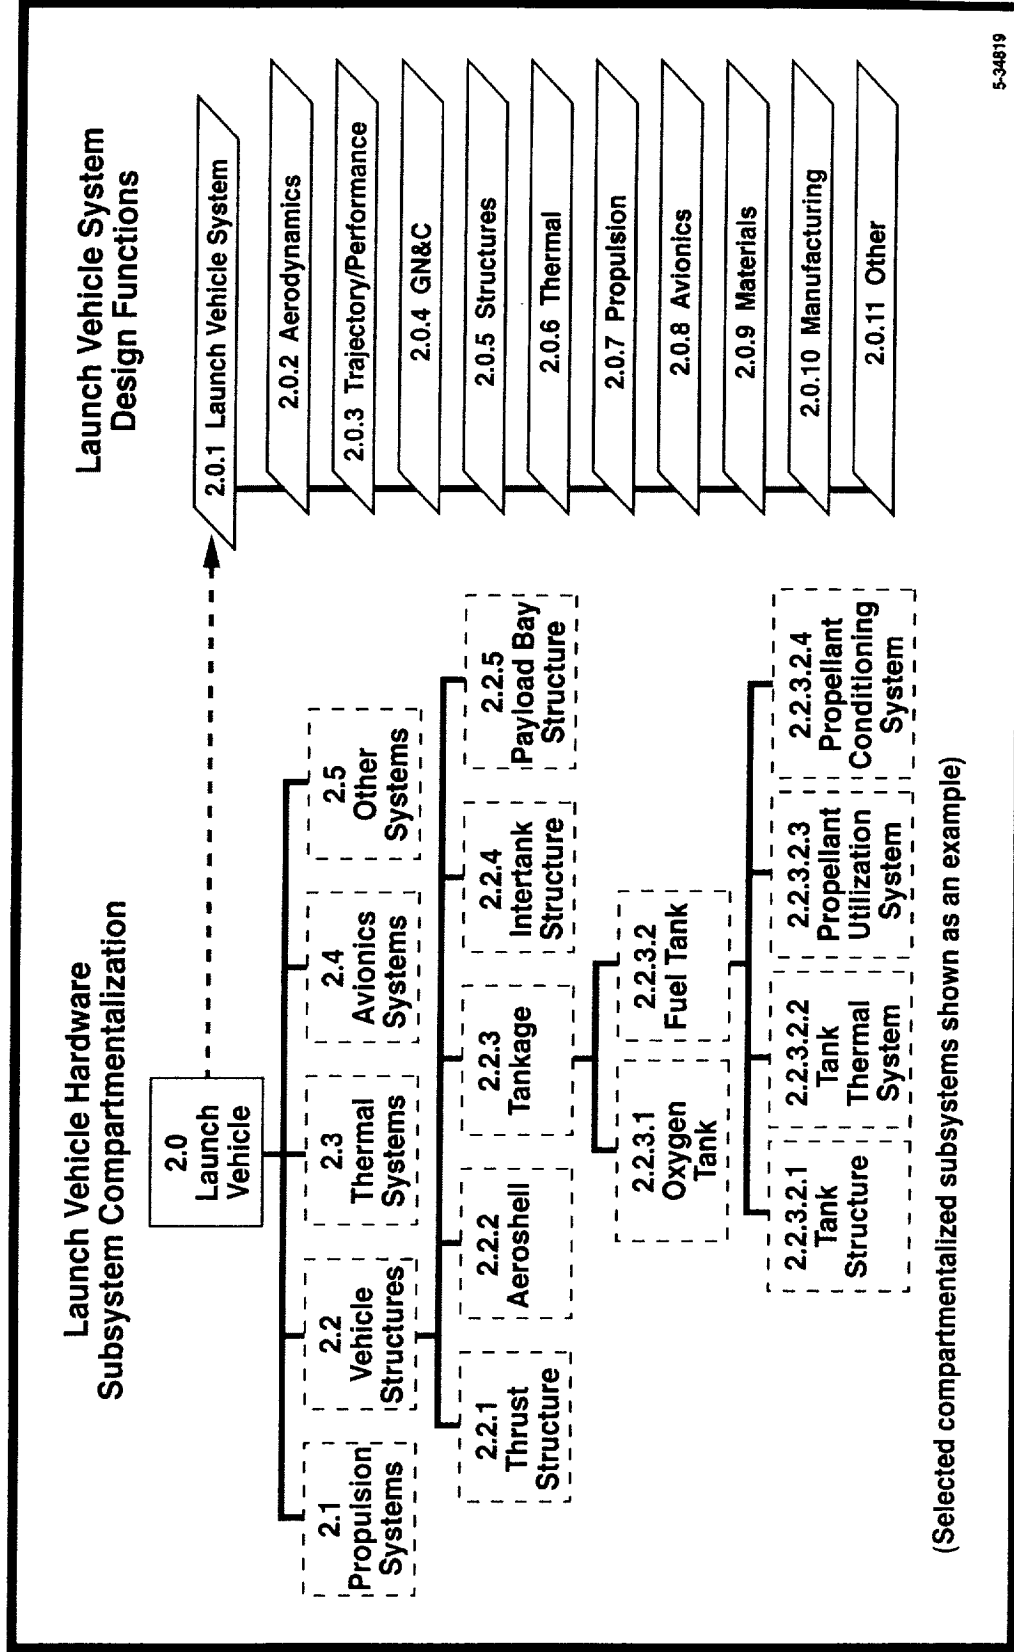 Launch Vehicle Hardware
Subsystem Compartmentalization
Launch Vehicle System
Design Functions
2.0
Launch
Vehicle
2.1
Propulsion
Systems
2.2
Vehicle
Structures
2.3
Thermal
Systems
2.4
Avionics
Systems
2.5
Other
Systems
2.2.1
Thrust
Structure
2.2.2
Aeroshell
2.2.3
Tankage
2.2.4
Intertank
Structure
2.2.5
Payload Bay
Structure
2.2.3.1
Oxygen
Tank
2.2.3.2
Fuel Tank
2.2.3.2.1
Tank
Structure
2.2.3.2.2
Tank
Thermal
System
2.2.3.2.3
Propellant
Utilization
System
2.2.3.2.4
Propellant
Conditioning
System
(Selected compartmentalized subsystems shown as an example)
2.0.1 Launch Vehicle System
2.0.2 Aerodynamics
2.0.3 Trajectory/Performance
2.0.4 GN&C
2.0.5 Structures
2.0.6 Thermal
2.0.7 Propulsion
2.0.8 Avionics
2.0.9 Materials
2.0.10 Manufacturing
2.0.11 Other
5-34819